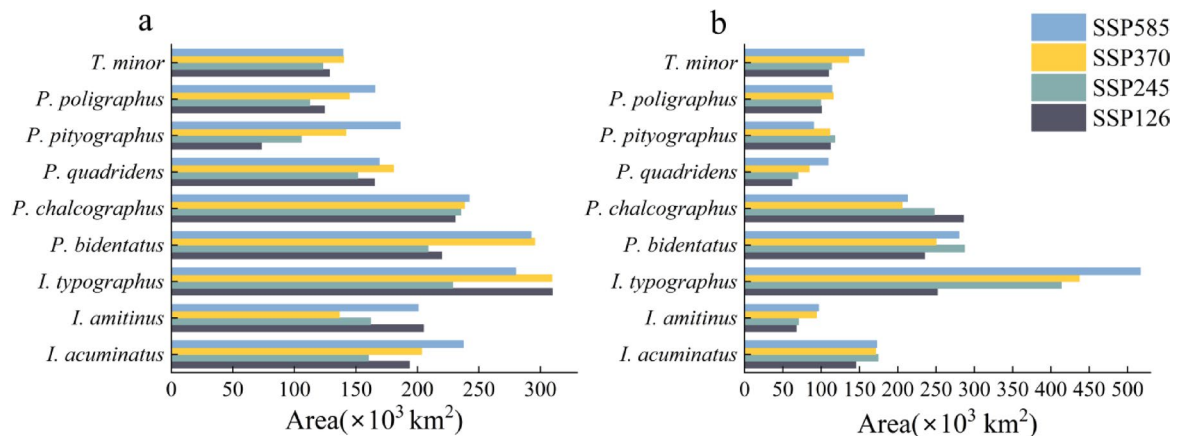 a
T. minor
P. poligraphus
P. pityographus
P. quadridens
P. chalcographus
P. bidentatus
I. typographus
I. amitinus
I. acuminatus
0 50 100 150 200 250 300
Area(×10³ km²)
b
T. minor
P. poligraphus
P. pityographus
P. quadridens
P. chalcographus
P. bidentatus
I. typographus
I. amitinus
I. acuminatus
0 50 100 150 200 250 300 350 400 450 500
Area(×10³ km²)
SSP585
SSP370
SSP245
SSP126